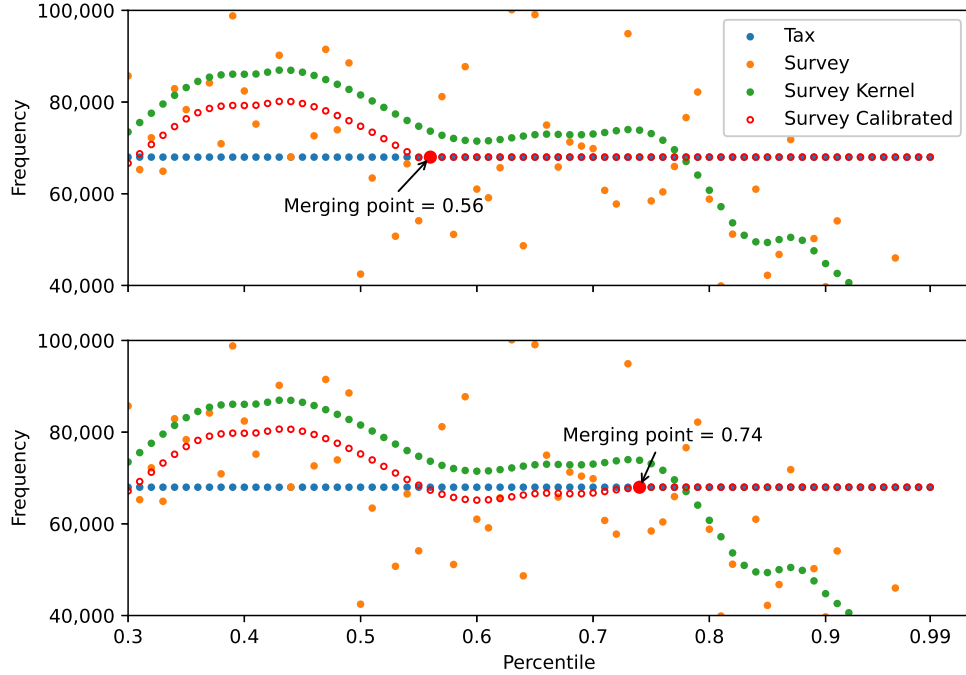 100,000
80,000
60,000
40,000
Frequency
Tax
Survey
Survey Kernel
Survey Calibrated
Merging point = 0.56
100,000
80,000
60,000
40,000
Frequency
Merging point = 0.74
0.3 0.4 0.5 0.6 0.7 0.8 0.9 0.99
Percentile